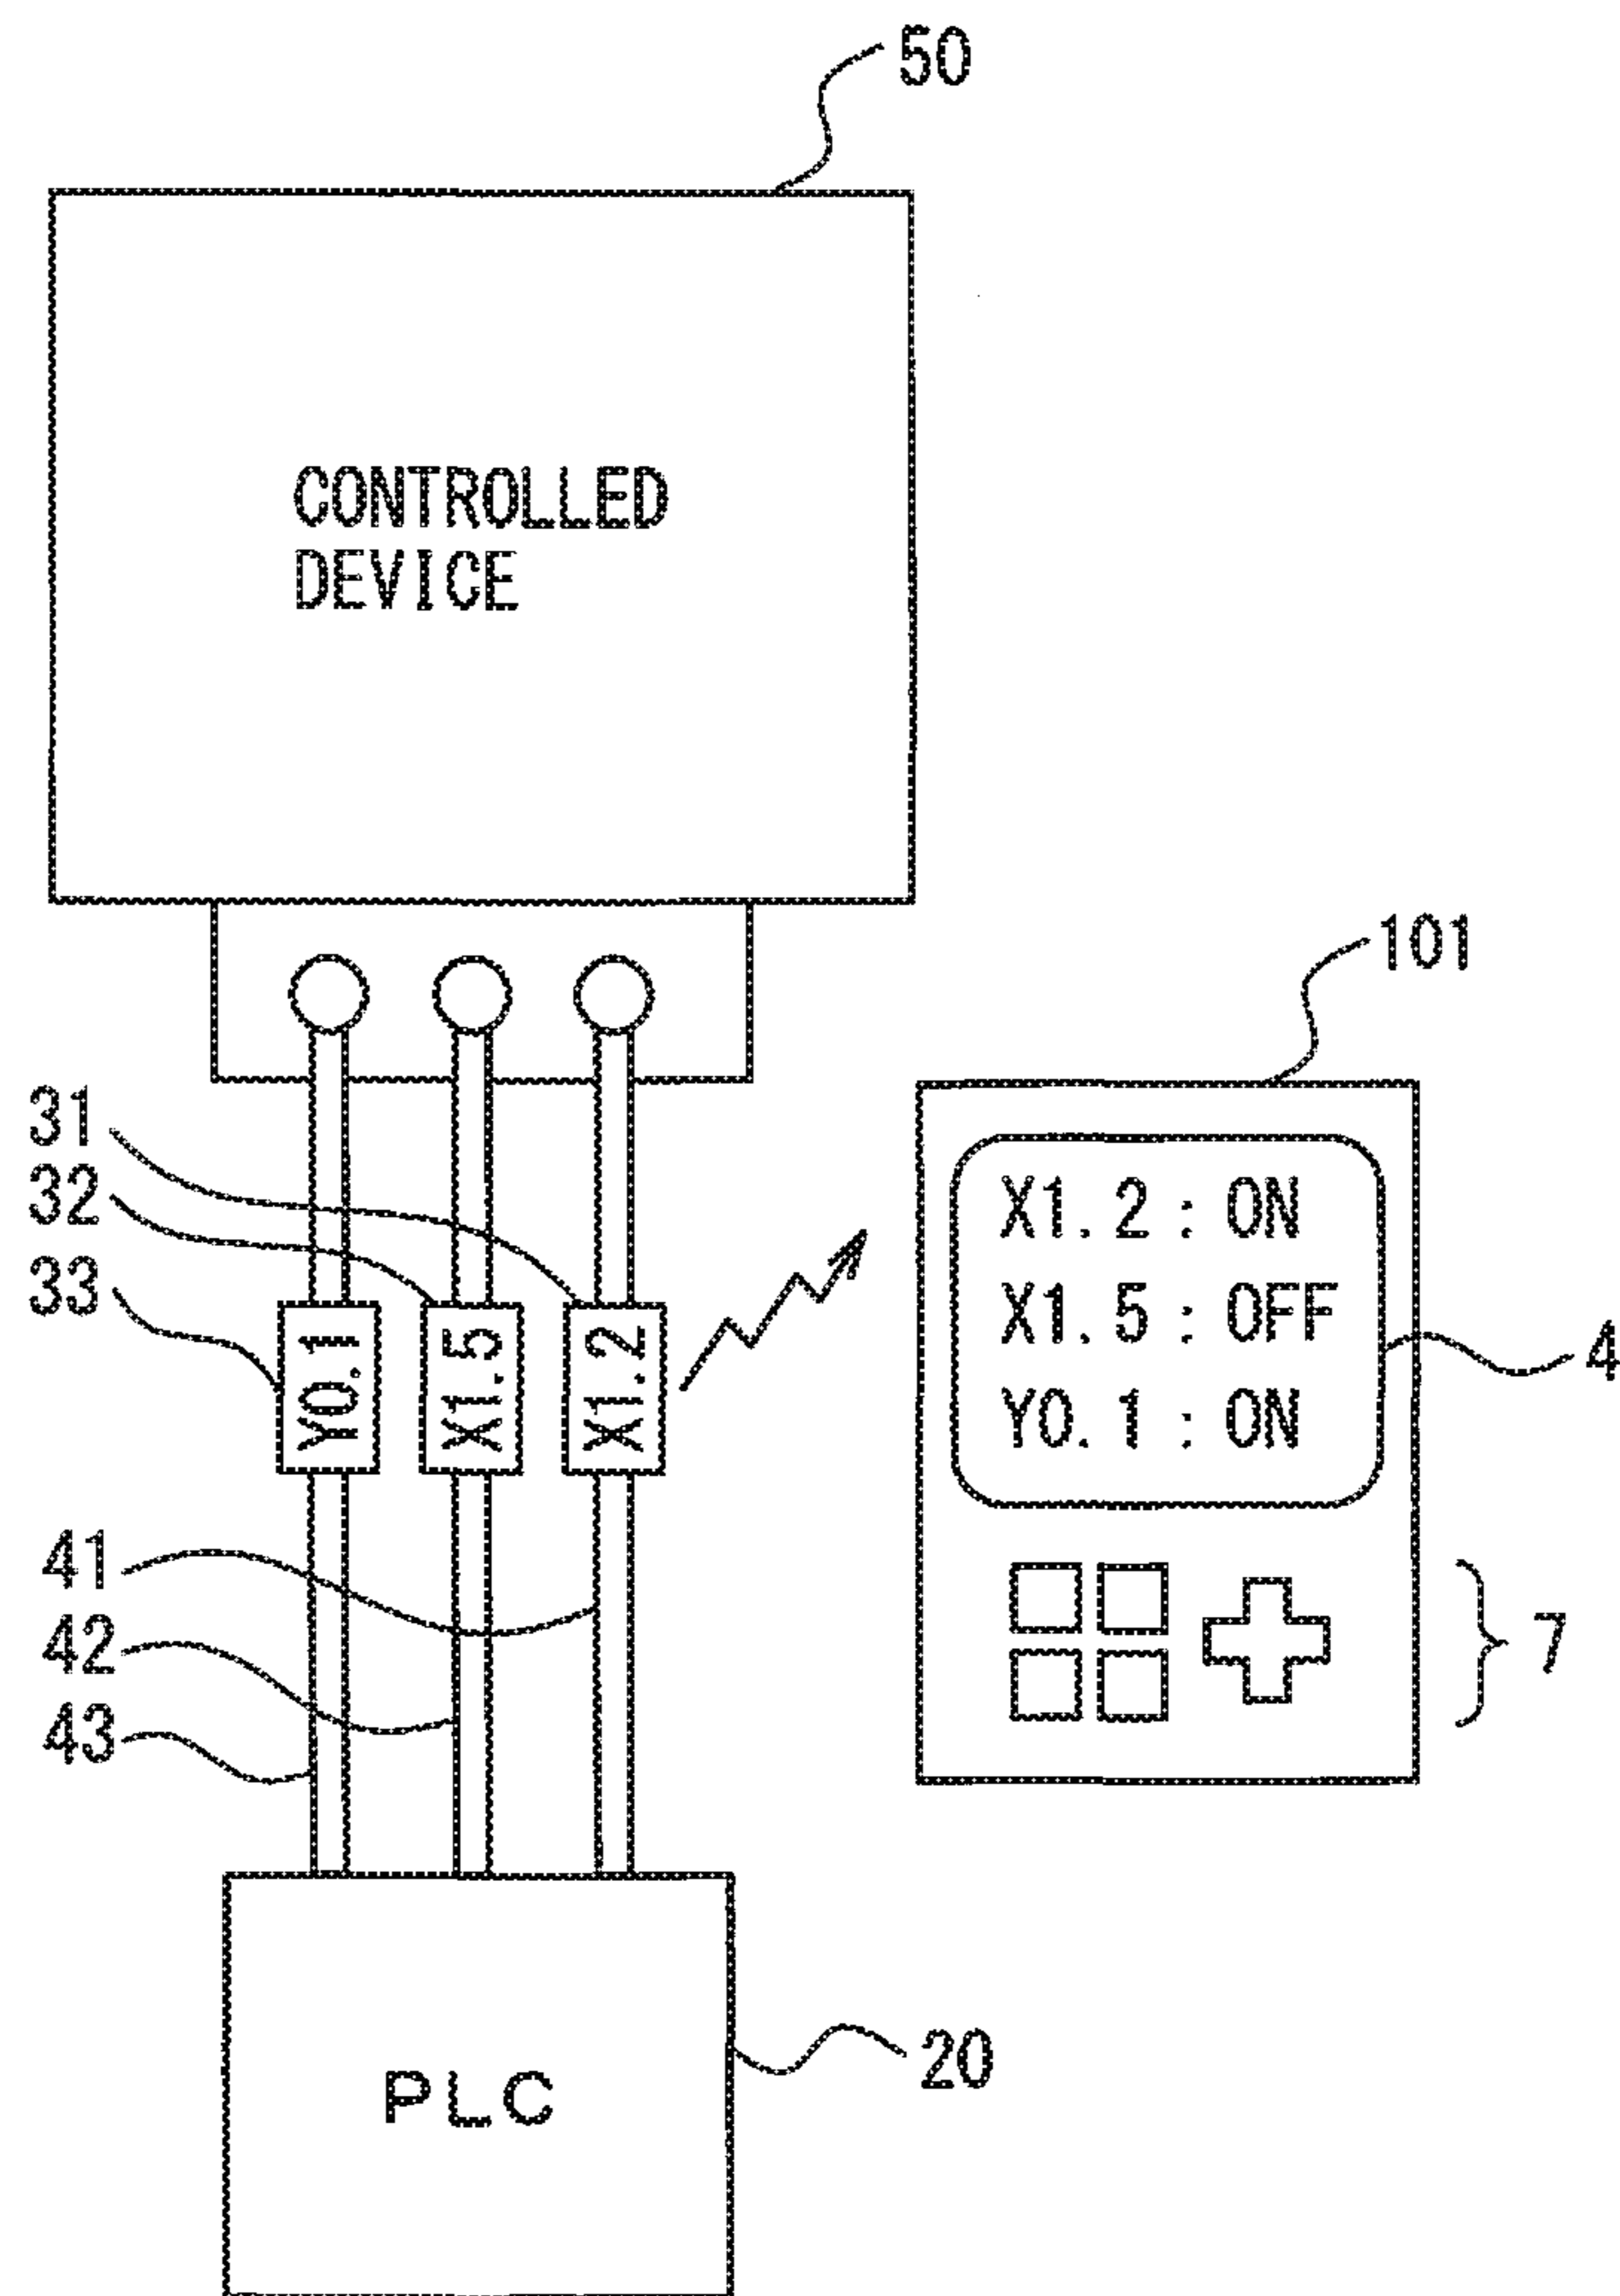 50
CONTROLLED
DEVICE
101
31
32
33
Y0.1
X1.5
X1.2
X1.2:ON
X1.5:OFF
Y0.1:ON
4
41
42
43
7
20
PLC